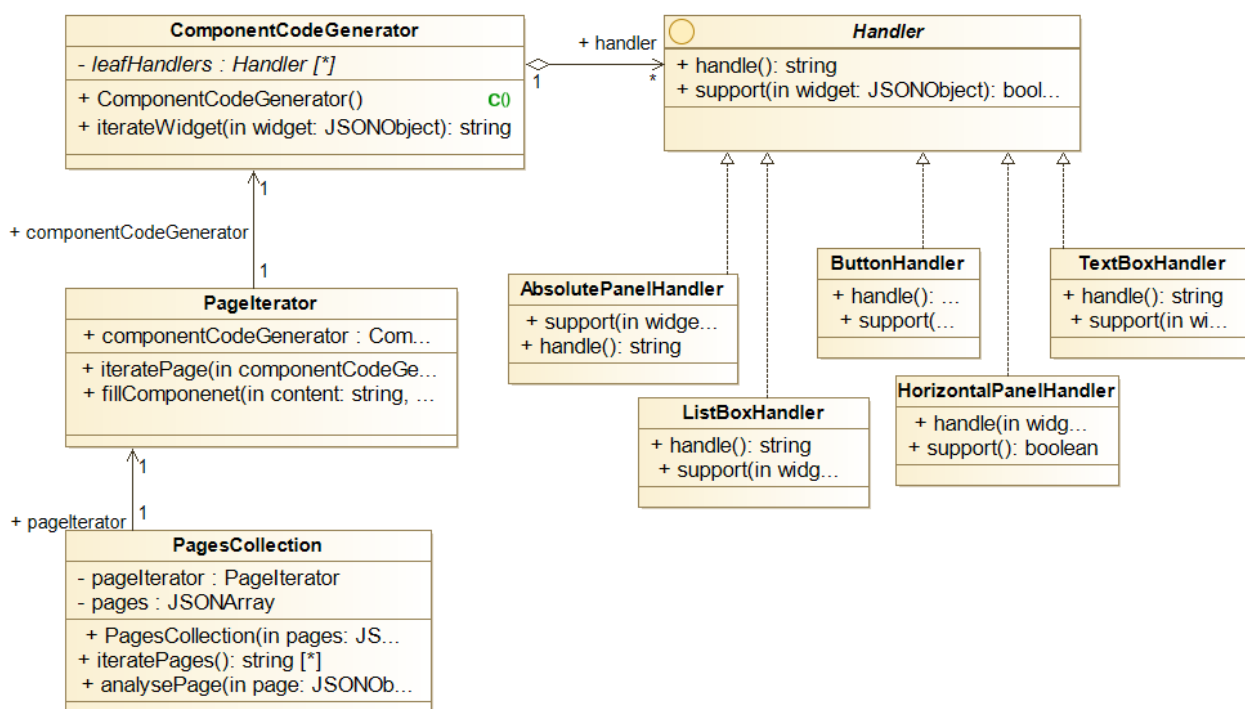 ComponentCodeGenerator
- leafHandlers : Handler [*]
+ ComponentCodeGenerator() C()
+ iterateWidget(in widget: JSONObject): string
+ handler
1
*
Handler
+ handle(): string
+ support(in widget: JSONObject): bool...
1
+ componentCodeGenerator
1
PageIterator
+ componentCodeGenerator : Com...
+ iteratePage(in componentCodeGe...
+ fillComponenet(in content: string, ...
1
+ pageIterator
1
PagesCollection
- pageIterator : PageIterator
- pages : JSONArray
+ PagesCollection(in pages: JS...
+ iteratePages(): string [*]
+ analysePage(in page: JSONOb...
AbsolutePanelHandler
+ support(in widge...
+ handle(): string
ListBoxHandler
+ handle(): string
+ support(in widg...
ButtonHandler
+ handle(): ...
+ support(...
HorizontalPanelHandler
+ handle(in widg...
+ support(): boolean
TextBoxHandler
+ handle(): string
+ support(in wi...